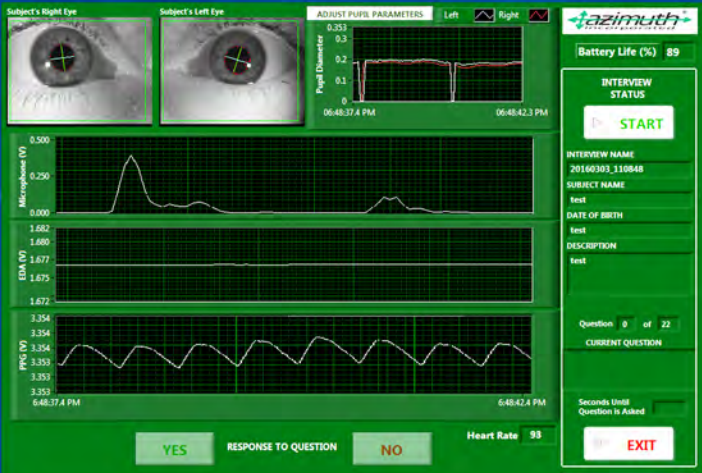 Subject's Right Eye
Subject's Left Eye
ADJUST PUPIL PARAMETERS
Left
Right
Pupil Diameter
0.353
0.3
0.2
0.1
0
06:48:37.4 PM
06:48:42.3 PM
azimuth
incorporated
Battery Life (%) 89
INTERVIEW
STATUS
START
INTERVIEW NAME
20160303_110848
SUBJECT NAME
test
DATE OF BIRTH
test
DESCRIPTION
test
Question 0 of 22
CURRENT QUESTION
Seconds Until
Question is Asked
EXIT
Microphone (V)
0.500
0.250
0.000
EDA (V)
1.682
1.680
1.677
1.675
1.672
PPG (V)
3.354
3.354
3.353
3.353
3.353
6:48:37.4 PM
6:48:42.4 PM
YES
RESPONSE TO QUESTION
NO
Heart Rate 93